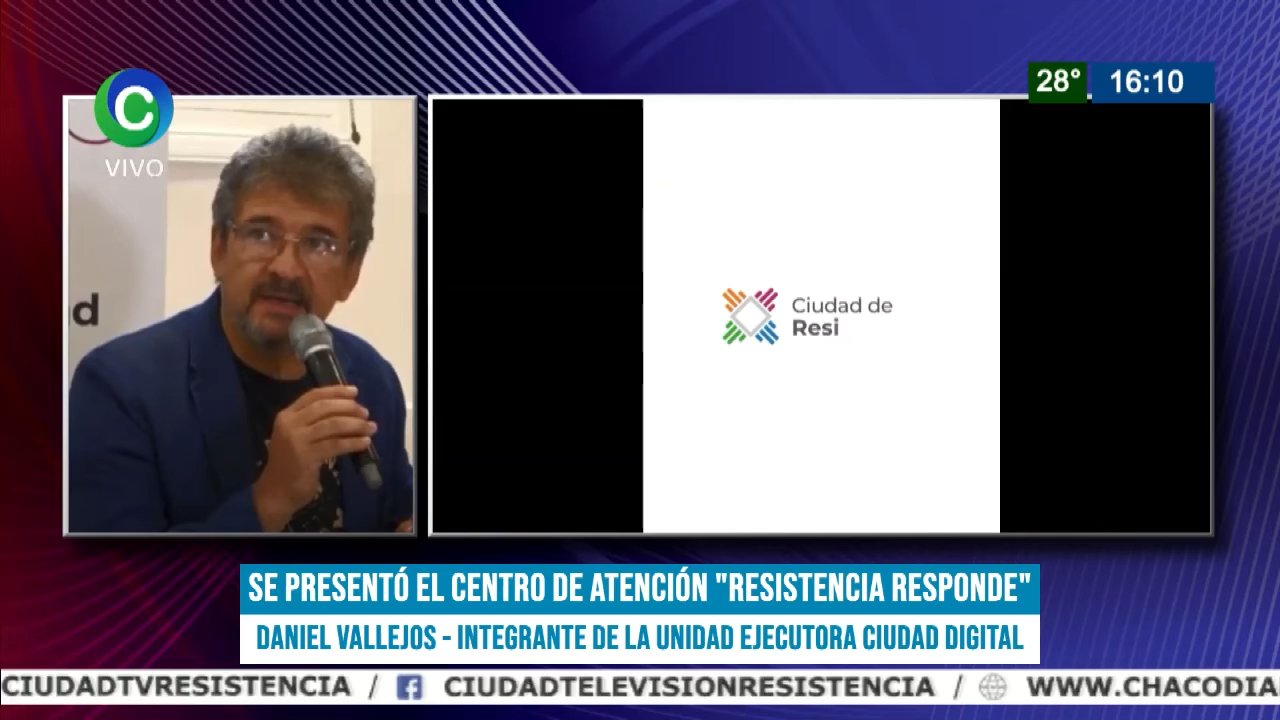 C
VIVO
28° 16:10
d
Ciudad de
Resi
SE PRESENTÓ EL CENTRO DE ATENCIÓN "RESISTENCIA RESPONDE"
DANIEL VALLEJOS - INTEGRANTE DE LA UNIDAD EJECUTORA CIUDAD DIGITAL
CIUDADTVRESISTENCIA / f CIUDADTELEVISIONRESISTENCIA / WWW.CHACODIA